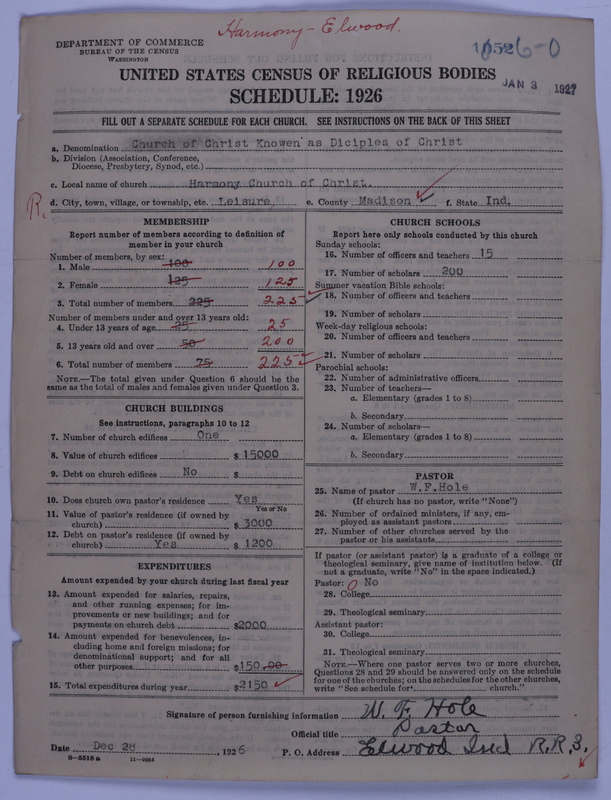 Harmony - Elwood.
DEPARTMENT OF COMMERCE
BUREAU OF THE CENSUS
WASHINGTON
JAN 3 1927
UNITED STATES CENSUS OF RELIGIOUS BODIES
SCHEDULE: 1926
FILL OUT A SEPARATE SCHEDULE FOR EACH CHURCH. SEE INSTRUCTIONS ON THE BACK OF THIS SHEET
a. Denomination Church of Christ Knowen as Diciples of Christ
b. Division (Association, Conference,
Diocese, Presbytery, Synod, etc.)
c. Local name of church Harmony Church of Christ.
R. d. City, town, village, or township, etc. Leisure e. County Madison f. State Ind.
MEMBERSHIP
Report number of members according to definition of
member in your church
Number of members, by sex:
1. Male 100 100
2. Female 125 125
3. Total number of members 225 225
Number of members under and over 13 years old:
4. Under 13 years of age 25 25
5. 13 years old and over 50 200
6. Total number of members 75 225
NOTE.—The total given under Question 6 should be the
same as the total of males and females given under Question 3.
CHURCH BUILDINGS
See instructions, paragraphs 10 to 12
7. Number of church edifices One
8. Value of church edifices $ 15000
9. Debt on church edifices No $
10. Does church own pastor's residence Yes
Yes or No
11. Value of pastor's residence (if owned by
church) $ 3000
12. Debt on pastor's residence (if owned by
church) Yes $ 1200
EXPENDITURES
Amount expended by your church during last fiscal year
13. Amount expended for salaries, repairs,
and other running expenses; for im-
provements or new buildings; and for
payments on church debt $2000
14. Amount expended for benevolences, in-
cluding home and foreign missions; for
denominational support; and for all
other purposes $150.00
15. Total expenditures during year $2150
CHURCH SCHOOLS
Report here only schools conducted by this church
Sunday schools:
16. Number of officers and teachers 15
17. Number of scholars 200
Summer vacation Bible schools:
18. Number of officers and teachers
19. Number of scholars
Week-day religious schools:
20. Number of officers and teachers
21. Number of scholars
Parochial schools:
22. Number of administrative officers
23. Number of teachers—
a. Elementary (grades 1 to 8)
b. Secondary
24. Number of scholars—
a. Elementary (grades 1 to 8)
b. Secondary
PASTOR
25. Name of pastor W.F.Hole
(If church has no pastor, write "None")
26. Number of ordained ministers, if any, em-
ployed as assistant pastors
27. Number of other churches served by the
pastor or his assistants
If pastor (or assistant pastor) is a graduate of a college or
theological seminary, give name of institution below. (If
not a graduate, write "No" in the space indicated.)
Pastor: 0 No
28. College
29. Theological seminary
Assistant pastor:
30. College
31. Theological seminary
NOTE.—Where one pastor serves two or more churches,
Questions 28 and 29 should be answered only on the schedule
for one of the churches; on the schedules for the other churches,
write "See schedule for church."
Signature of person furnishing information W. F. Hole
Official title Pastor
Date Dec 28, 1926 P. O. Address Elwood Ind R.R.3.
8—5518 a 11—9064